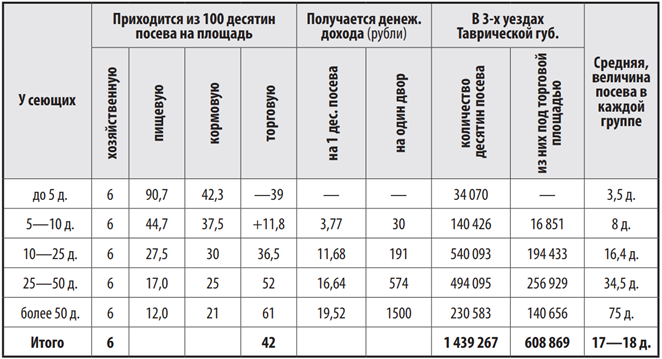 У сеющих
Приходится из 100 десятин
посева на площадь
Получается денеж.
дохода (рубли)
В 3-х уездах
Таврической губ.
Средняя,
величина
посева в
каждой
группе
хозяйственную
пищевую
кормовую
торговую
на 1 дес. посева
на один двор
количество
десятин посева
из них под торговой
площадью
до 5 д. 6 90,7 42,3 —39 — — 34 070 — 3,5 д.
5—10 д. 6 44,7 37,5 +11,8 3,77 30 140 426 16 851 8 д.
10—25 д. 6 27,5 30 36,5 11,68 191 540 093 194 433 16,4 д.
25—50 д. 6 17,0 25 52 16,64 574 494 095 256 929 34,5 д.
более 50 д. 6 12,0 21 61 19,52 1500 230 583 140 656 75 д.
Итого 6 42 1 439 267 608 869 17—18 д.